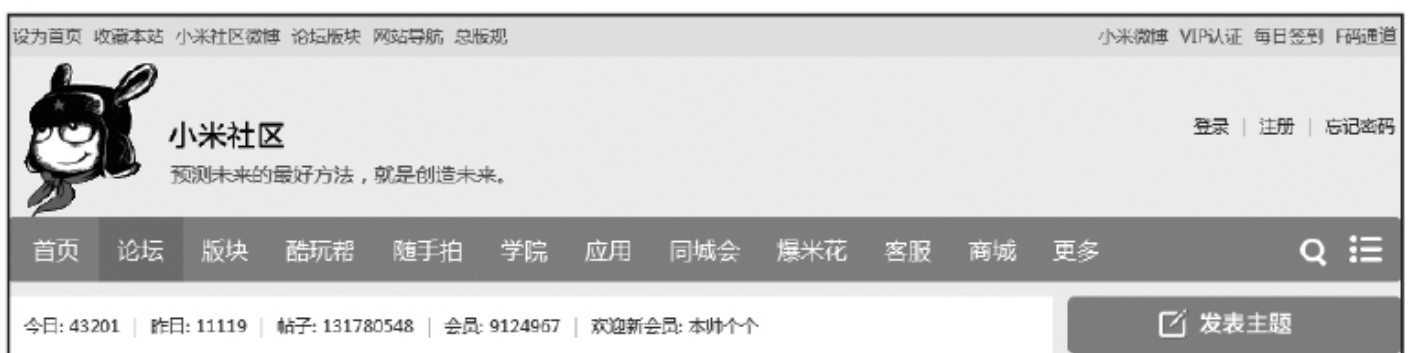 设为首页 收藏本站 小米社区微博 论坛版块 网站导航 总版规 小米微博 VIP认证 每日签到 F码通道
小米社区
登录 | 注册 | 忘记密码
预测未来的最好方法，就是创造未来。
首页 论坛 版块 酷玩帮 随手拍 学院 应用 同城会 爆米花 客服 商城 更多
今日: 43201 | 昨日: 11119 | 帖子: 131780548 | 会员: 9124967 | 欢迎新会员: 本帅个个 发表主题